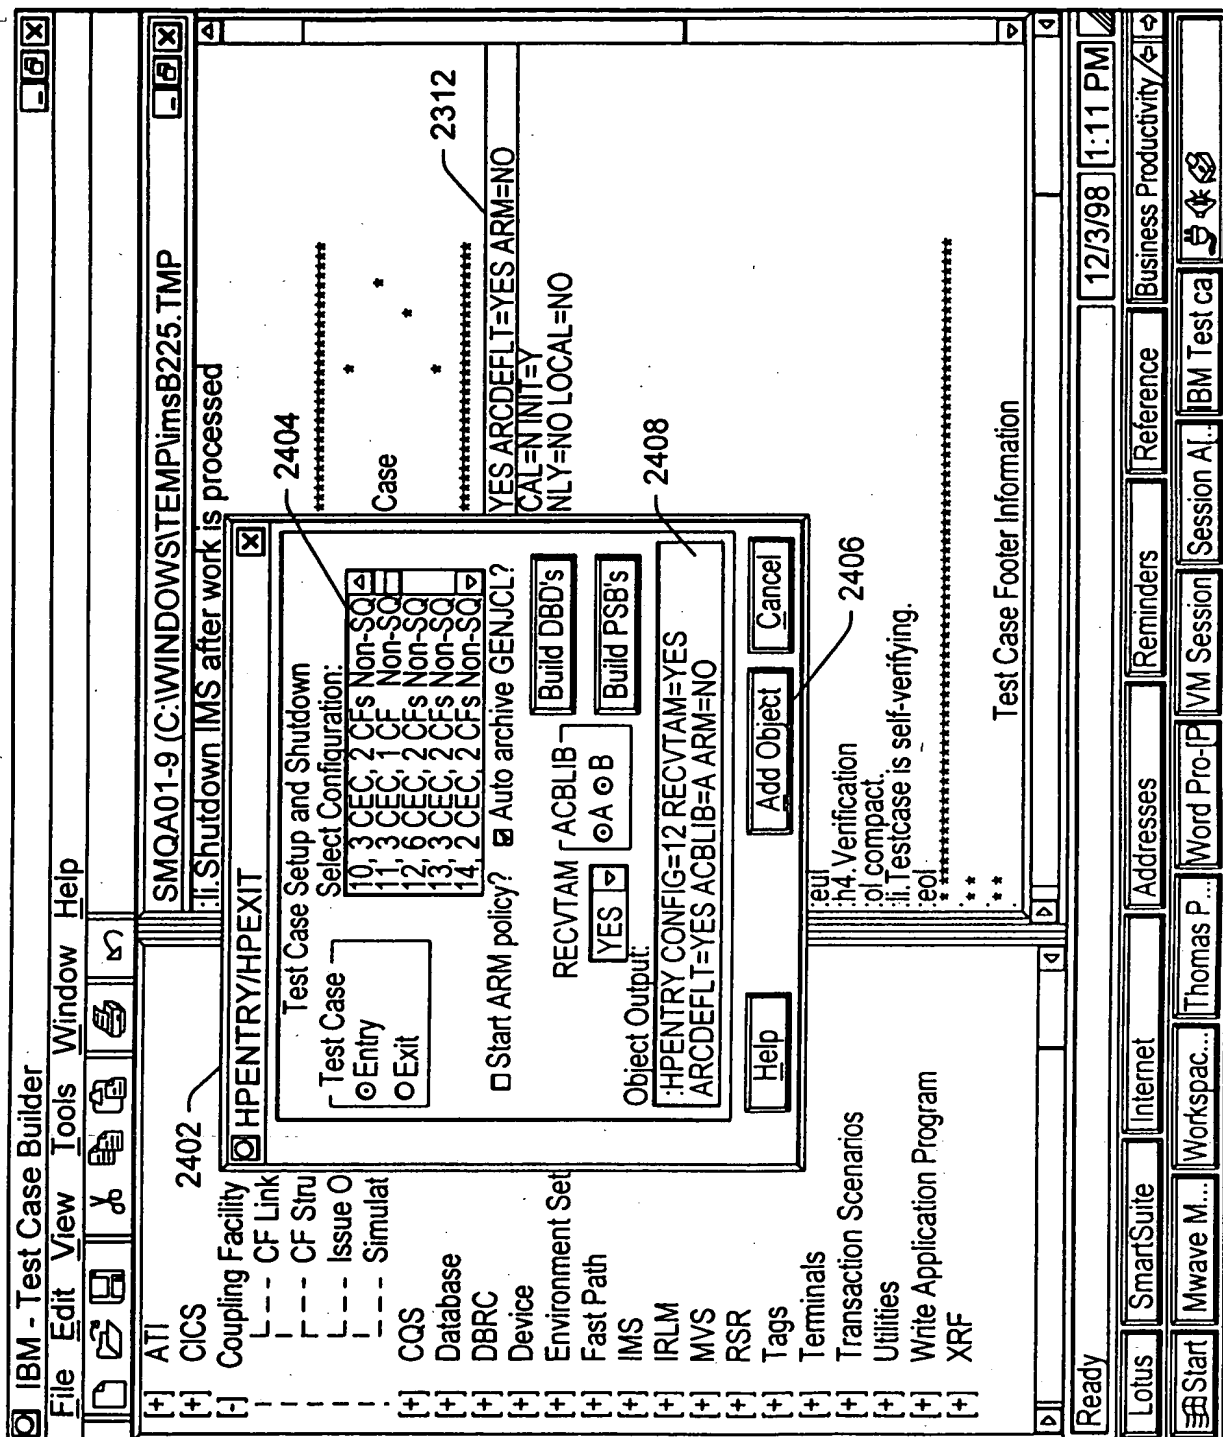 IBM - Test Case Builder
File Edit View Tools Window Help
[+] ATI
[+] CICS
[-] Coupling Facility
CF Link
CF Stru
Issue O
Simulat
[+] CQS
[+] Database
[+] DBRC
[+] Device
[+] Environment Set
[+] Fast Path
[+] IMS
[+] IRLM
[+] MVS
[+] RSR
[+] Tags
[+] Terminals
[+] Transaction Scenarios
[+] Utilities
[+] Write Application Program
[+] XRF
SMQA01-9 (C:\WINDOWS\TEMP\imsB225.TMP
:li.Shutdown IMS after work is processed
Case
YES ARCDEFLT=YES ARM=NO
CAL=N INIT=Y
NLY=NO LOCAL=NO
2312
2402
HPENTRY/HPEXIT
Test Case Setup and Shutdown
Test Case
Entry
Exit
Select Configuration:
2404
10, 3 CEC, 2 CFs Non-SQ
11, 3 CEC, 1 CF Non-SQ
12, 6 CEC, 2 CFs Non-SQ
13, 3 CEC, 2 CFs Non-SQ
14, 2 CEC, 2 CFs Non-SQ
Start ARM policy?
Auto archive GENJCL?
RECVTAM
YES
ACBLIB
A B
Build DBD's
Build PSB's
Object Output:
:HPENTRY CONFIG=12 RECVTAM=YES
ARCDEFLT=YES ACBLIB=A ARM=NO
2408
Help
Add Object
Cancel
2406
:eul
:h4.Verification
:ol compact.
:li.Testcase is self-verifying.
:eol
Test Case Footer Information
Ready
12/3/98 1:11 PM
Lotus SmartSuite Internet Addresses Reminders Reference Business Productivity
Start Mwave M... Workspac... Thomas P... Word Pro-[P VM Session Session A[.. IBM Test ca